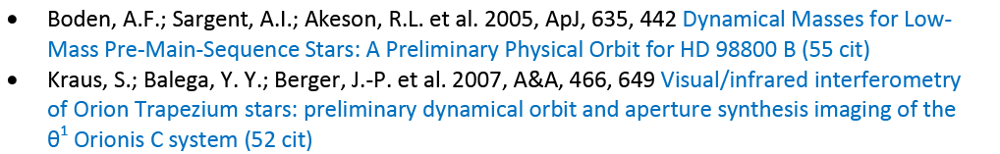 • Boden, A.F.; Sargent, A.I.; Akeson, R.L. et al. 2005, ApJ, 635, 442 Dynamical Masses for Low-
Mass Pre-Main-Sequence Stars: A Preliminary Physical Orbit for HD 98800 B (55 cit)
• Kraus, S.; Balega, Y. Y.; Berger, J.-P. et al. 2007, A&A, 466, 649 Visual/infrared interferometry
of Orion Trapezium stars: preliminary dynamical orbit and aperture synthesis imaging of the
θ¹ Orionis C system (52 cit)